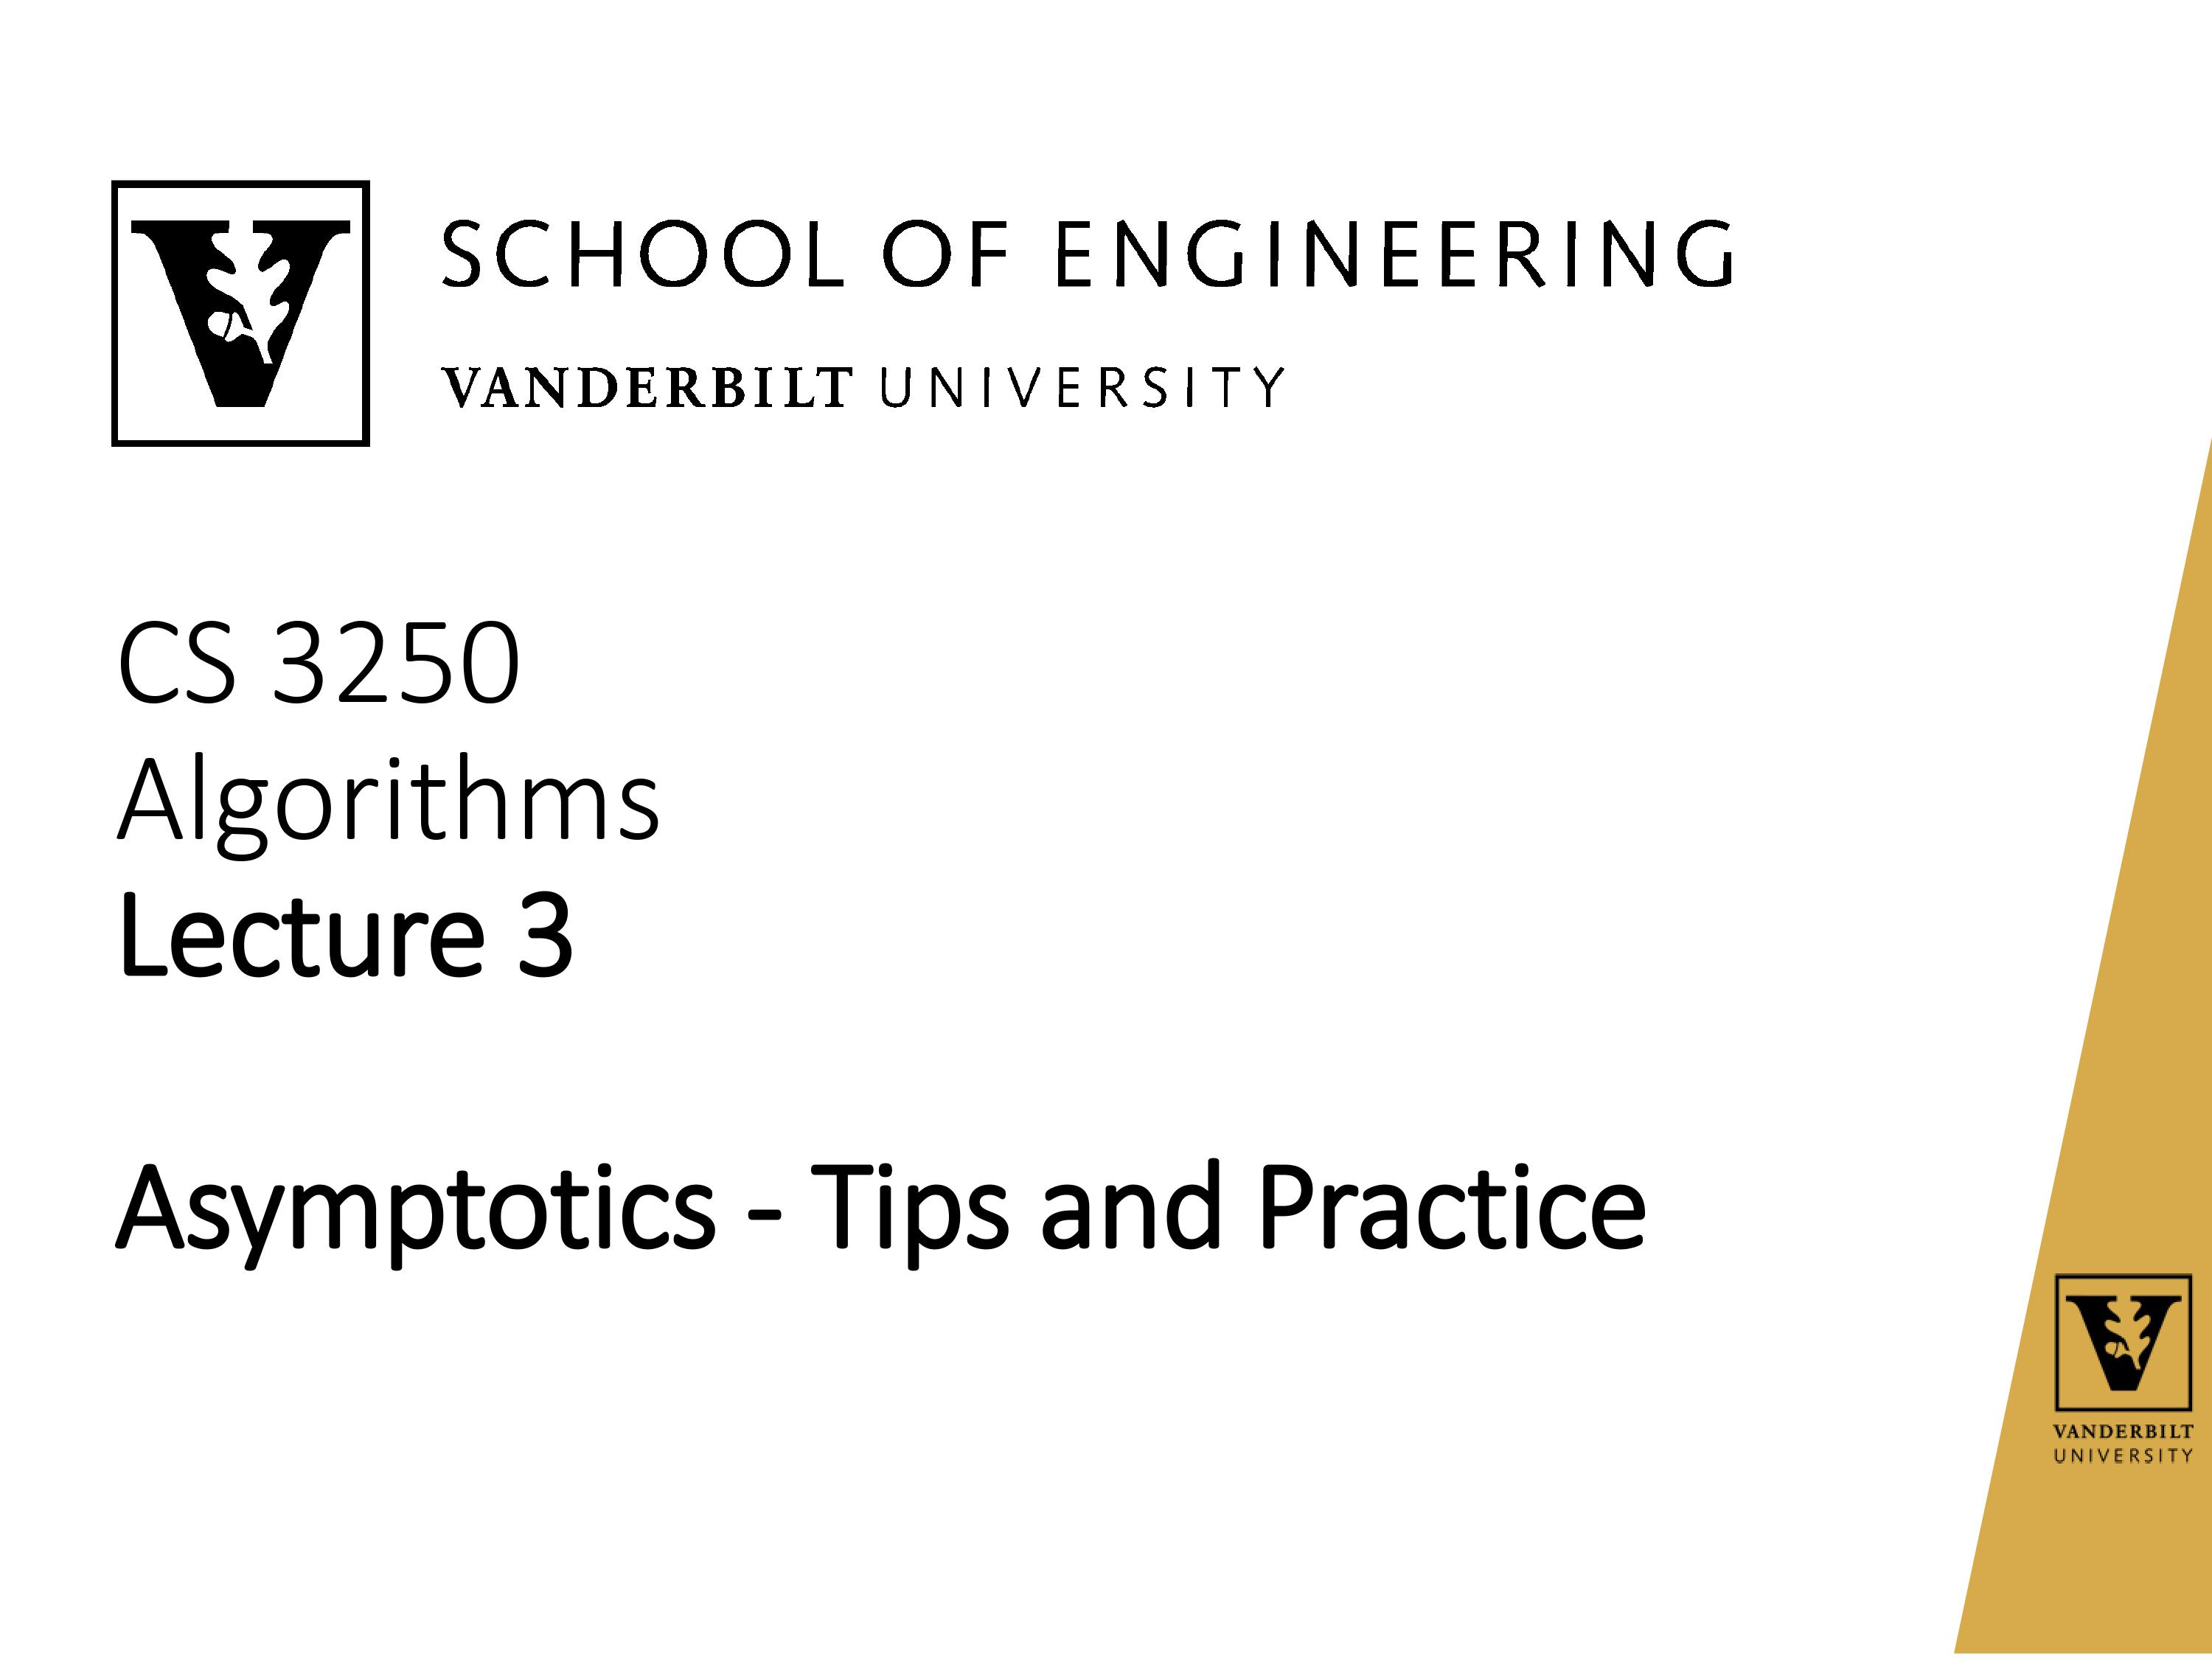 SCHOOL OF ENGINEERING
VANDERBILT UNIVERSITY
CS 3250
Algorithms
Lecture 3
Asymptotics - Tips and Practice
VANDERBILT
UNIVERSITY